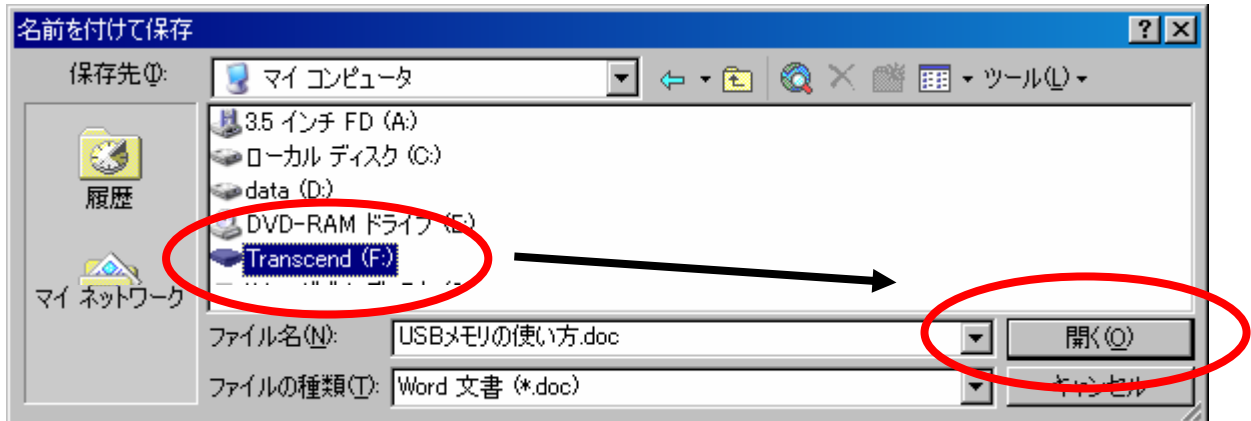 名前を付けて保存
保存先(I):
マイ コンピュータ
ツール(L)
3.5 インチ FD (A:)
ローカル ディスク (C:)
data (D:)
DVD-RAM ドライブ (E:)
Transcend (F:)
履歴
マイ ネットワーク
ファイル名(N):
USBメモリの使い方.doc
開く(O)
ファイルの種類(T):
Word 文書 (*.doc)
キャンセル